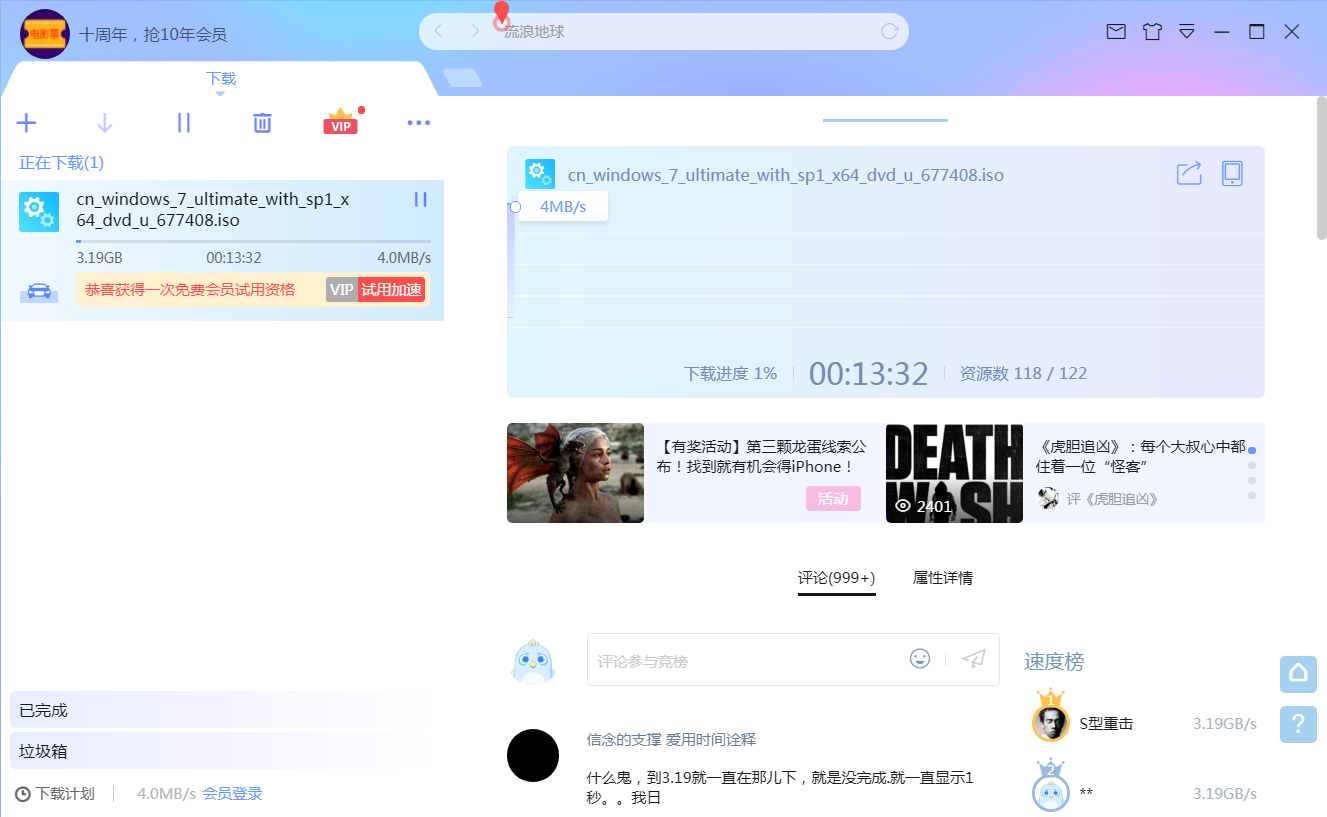 电影票
十周年，抢10年会员
流浪地球
下载
VIP
正在下载(1)
cn_windows_7_ultimate_with_sp1_x
64_dvd_u_677408.iso
3.19GB 00:13:32 4.0MB/s
恭喜获得一次免费会员试用资格 VIP 试用加速
已完成
垃圾箱
下载计划 4.0MB/s 会员登录
cn_windows_7_ultimate_with_sp1_x64_dvd_u_677408.iso
4MB/s
下载进度 1% 00:13:32 资源数 118 / 122
【有奖活动】第三颗龙蛋线索公
布！找到就有机会得iPhone！
活动
DEATH
WISH
2401
《虎胆追凶》：每个大叔心中都
住着一位“怪客”
评《虎胆追凶》
评论(999+) 属性详情
评论参与竞榜
信念的支撑 爱用时间诠释
什么鬼，到3.19就一直在那儿下，就是没完成.就一直显示1
秒。。我日
速度榜
1
S型重击 3.19GB/s
2
** 3.19GB/s
?